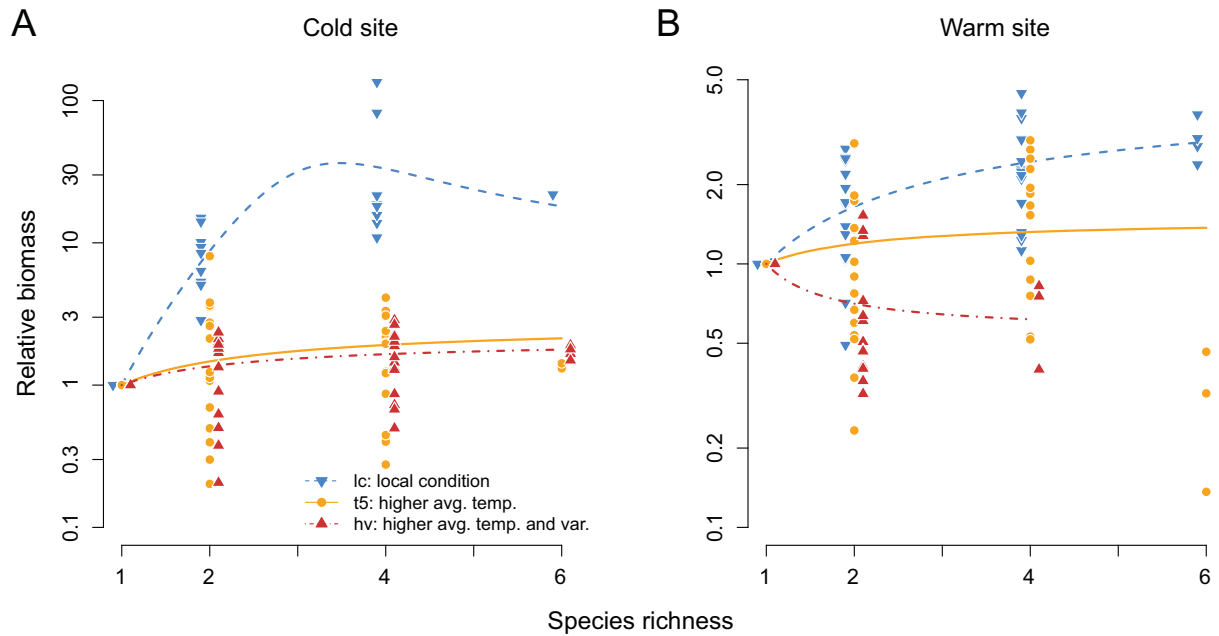 A
Cold site
B
Warm site
Relative biomass
100
30
10
3
1
0.3
0.1
lc: local condition
t5: higher avg. temp.
hv: higher avg. temp. and var.
1
2
4
6
5.0
2.0
1.0
0.5
0.2
0.1
1
2
4
6
Species richness